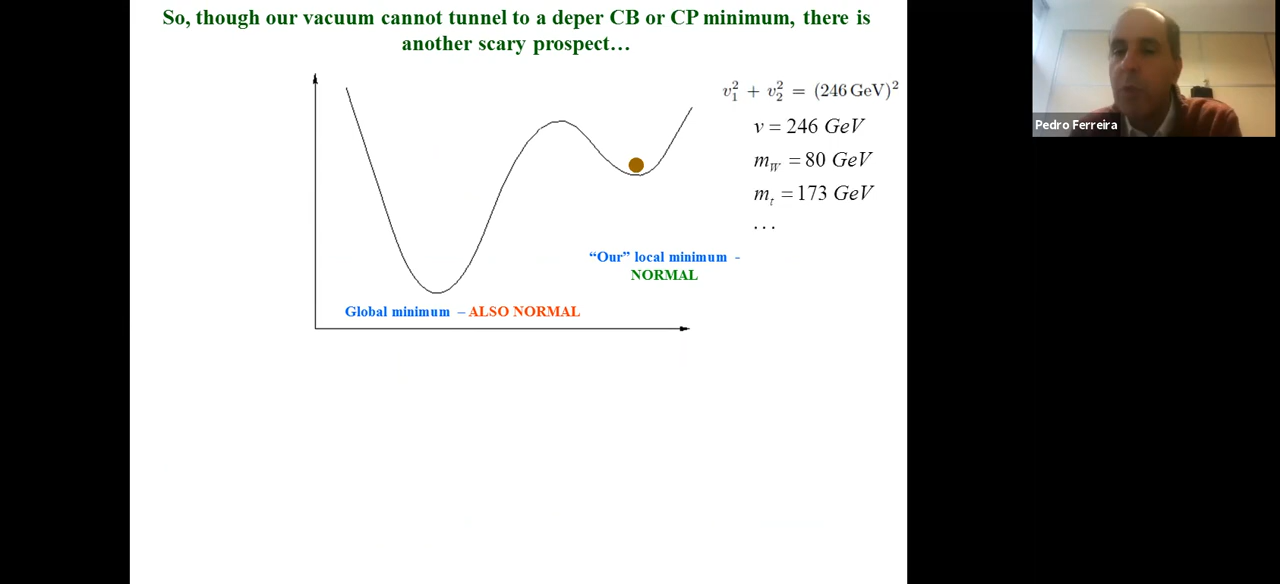 So, though our vacuum cannot tunnel to a deper CB or CP minimum, there is
another scary prospect…
v₁² + v₂² = (246 GeV)²
v = 246 GeV
m_W = 80 GeV
m_t = 173 GeV
...
“Our” local minimum -
NORMAL
Global minimum – ALSO NORMAL
Pedro Ferreira